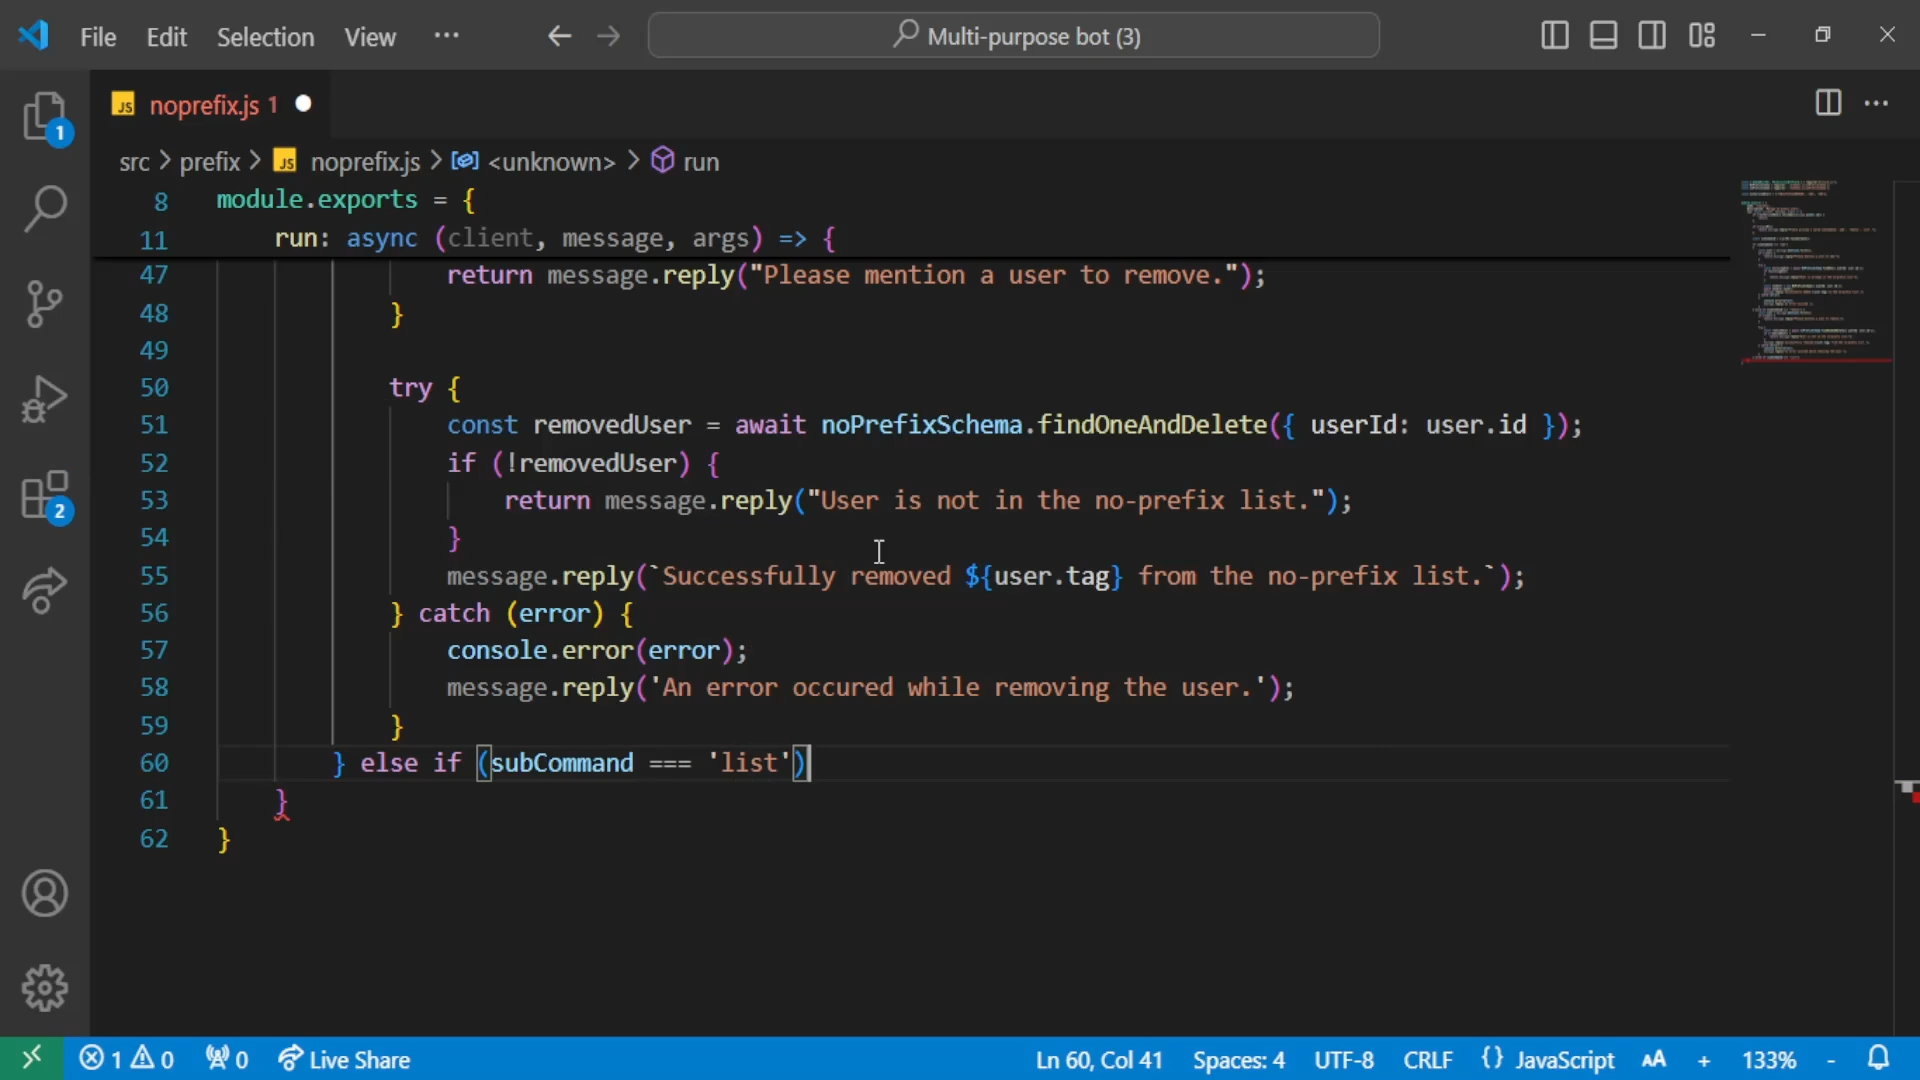 File Edit Selection View ··· Multi-purpose bot (3)
JS noprefix.js 1
src > prefix > JS noprefix.js > <unknown> > run
8 module.exports = {
11 run: async (client, message, args) => {
47 return message.reply("Please mention a user to remove.");
48 }
49
50 try {
51 const removedUser = await noPrefixSchema.findOneAndDelete({ userId: user.id });
52 if (!removedUser) {
53 return message.reply("User is not in the no-prefix list.");
54 }
55 message.reply(`Successfully removed ${user.tag} from the no-prefix list.`);
56 } catch (error) {
57 console.error(error);
58 message.reply('An error occured while removing the user.');
59 }
60 } else if (subCommand === 'list')
61 }
62 }
1
2
1 0 0 Live Share Ln 60, Col 41 Spaces: 4 UTF-8 CRLF {} JavaScript AA + 133% -